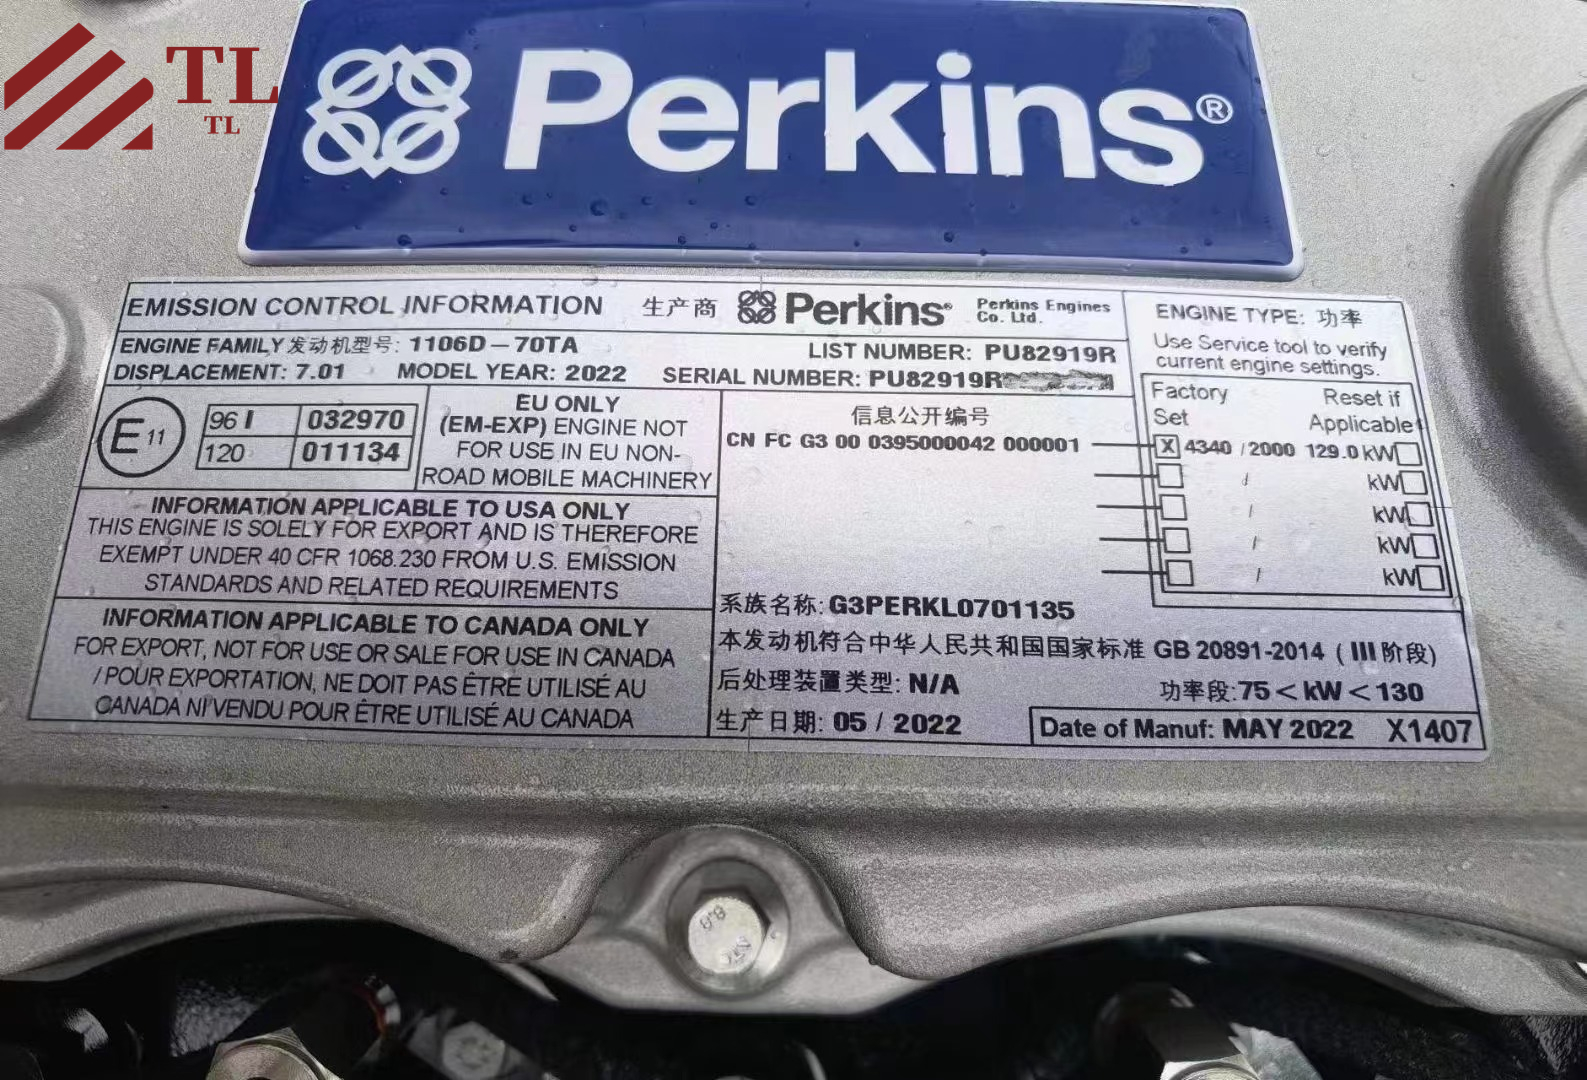 TL
TL
Perkins®
EMISSION CONTROL INFORMATION 生产商 Perkins® Perkins Engines Co. Ltd.
ENGINE FAMILY 发动机型号: 1106D-70TA LIST NUMBER: PU82919R
DISPLACEMENT: 7.01 MODEL YEAR: 2022 SERIAL NUMBER: PU82919R
E 11
96 I 032970
120 011134
EU ONLY
(EM-EXP) ENGINE NOT
FOR USE IN EU NON-
ROAD MOBILE MACHINERY
INFORMATION APPLICABLE TO USA ONLY
THIS ENGINE IS SOLELY FOR EXPORT AND IS THEREFORE
EXEMPT UNDER 40 CFR 1068.230 FROM U.S. EMISSION
STANDARDS AND RELATED REQUIREMENTS
INFORMATION APPLICABLE TO CANADA ONLY
FOR EXPORT, NOT FOR USE OR SALE FOR USE IN CANADA
/ POUR EXPORTATION, NE DOIT PAS ÊTRE UTILISÉ AU
CANADA NI VENDU POUR ÊTRE UTILISÉ AU CANADA
信息公开编号
CN FC G3 00 0395000042 000001
系族名称: G3PERKL0701135
本发动机符合中华人民共和国国家标准 GB 20891-2014 ( III 阶段)
后处理装置类型: N/A 功率段: 75 < kW < 130
生产日期: 05 / 2022
Date of Manuf: MAY 2022 X1407
ENGINE TYPE: 功率
Use Service tool to verify
current engine settings.
Factory Reset if
Set Applicable
X 4340 / 2000 129.0 kW
/ kW
/ kW
/ kW
/ kW
8.8